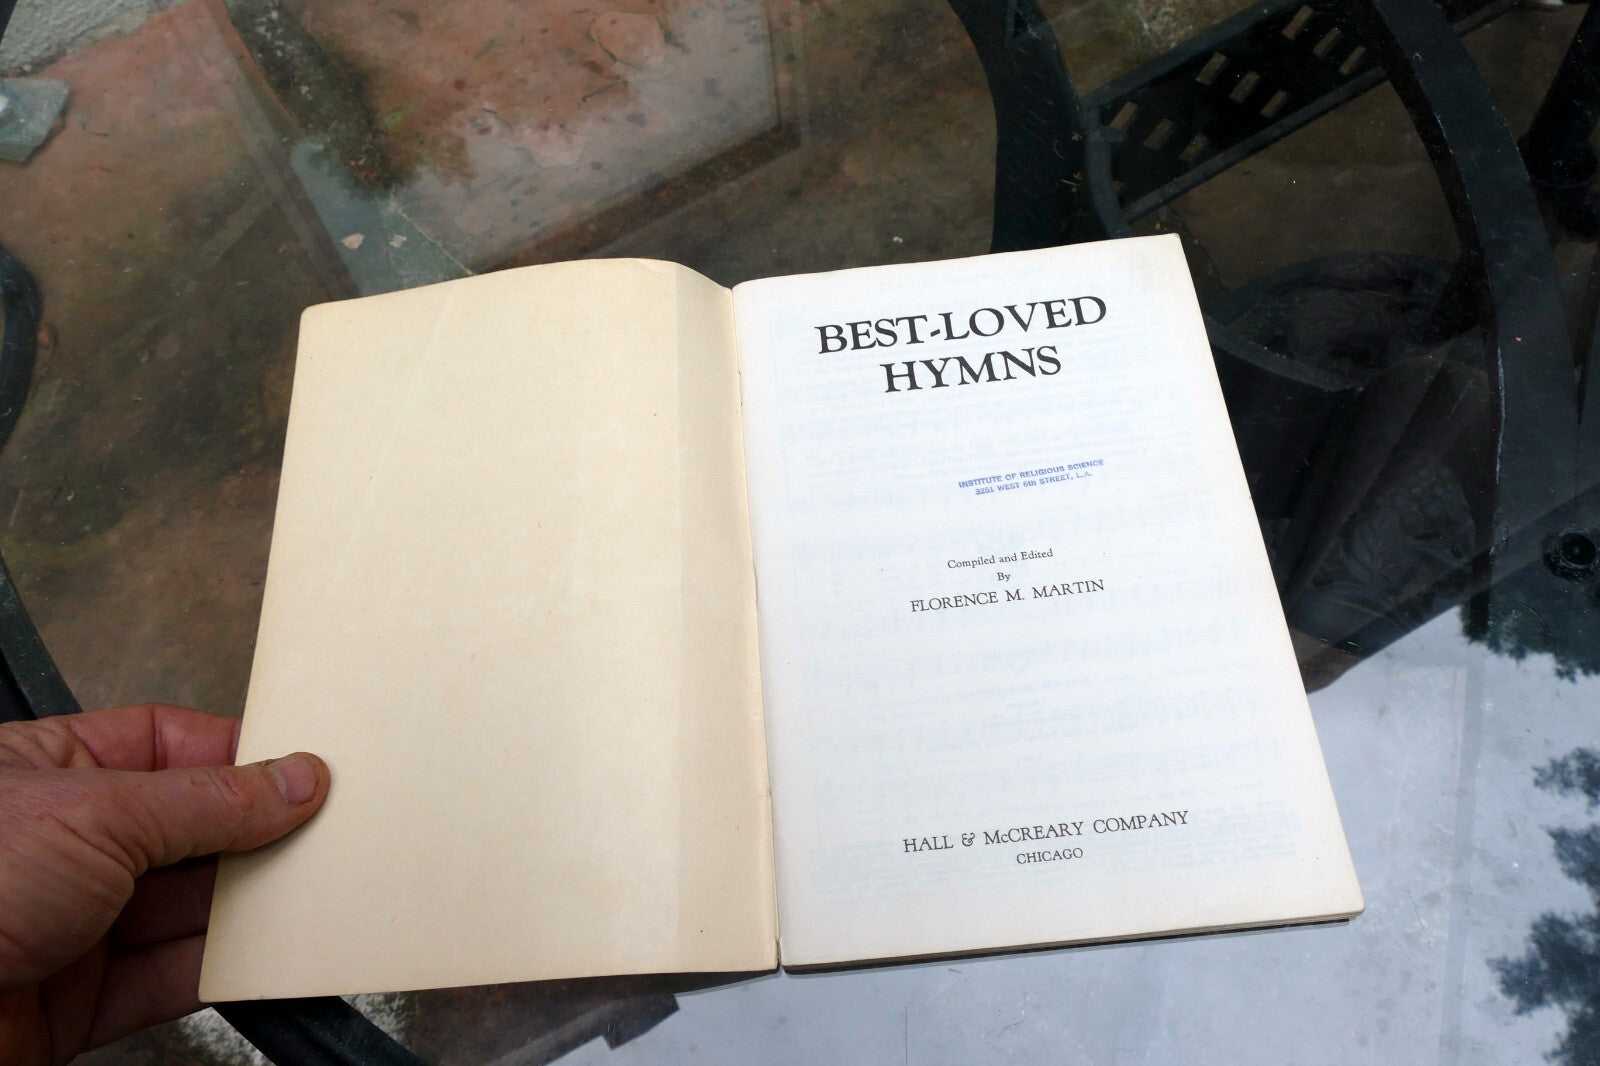 BEST-LOVED
HYMNS
INSTITUTE OF RELIGIOUS SCIENCE
3251 WEST 6th STREET, L.A.
Compiled and Edited
By
FLORENCE M. MARTIN
HALL & McCREARY COMPANY
CHICAGO